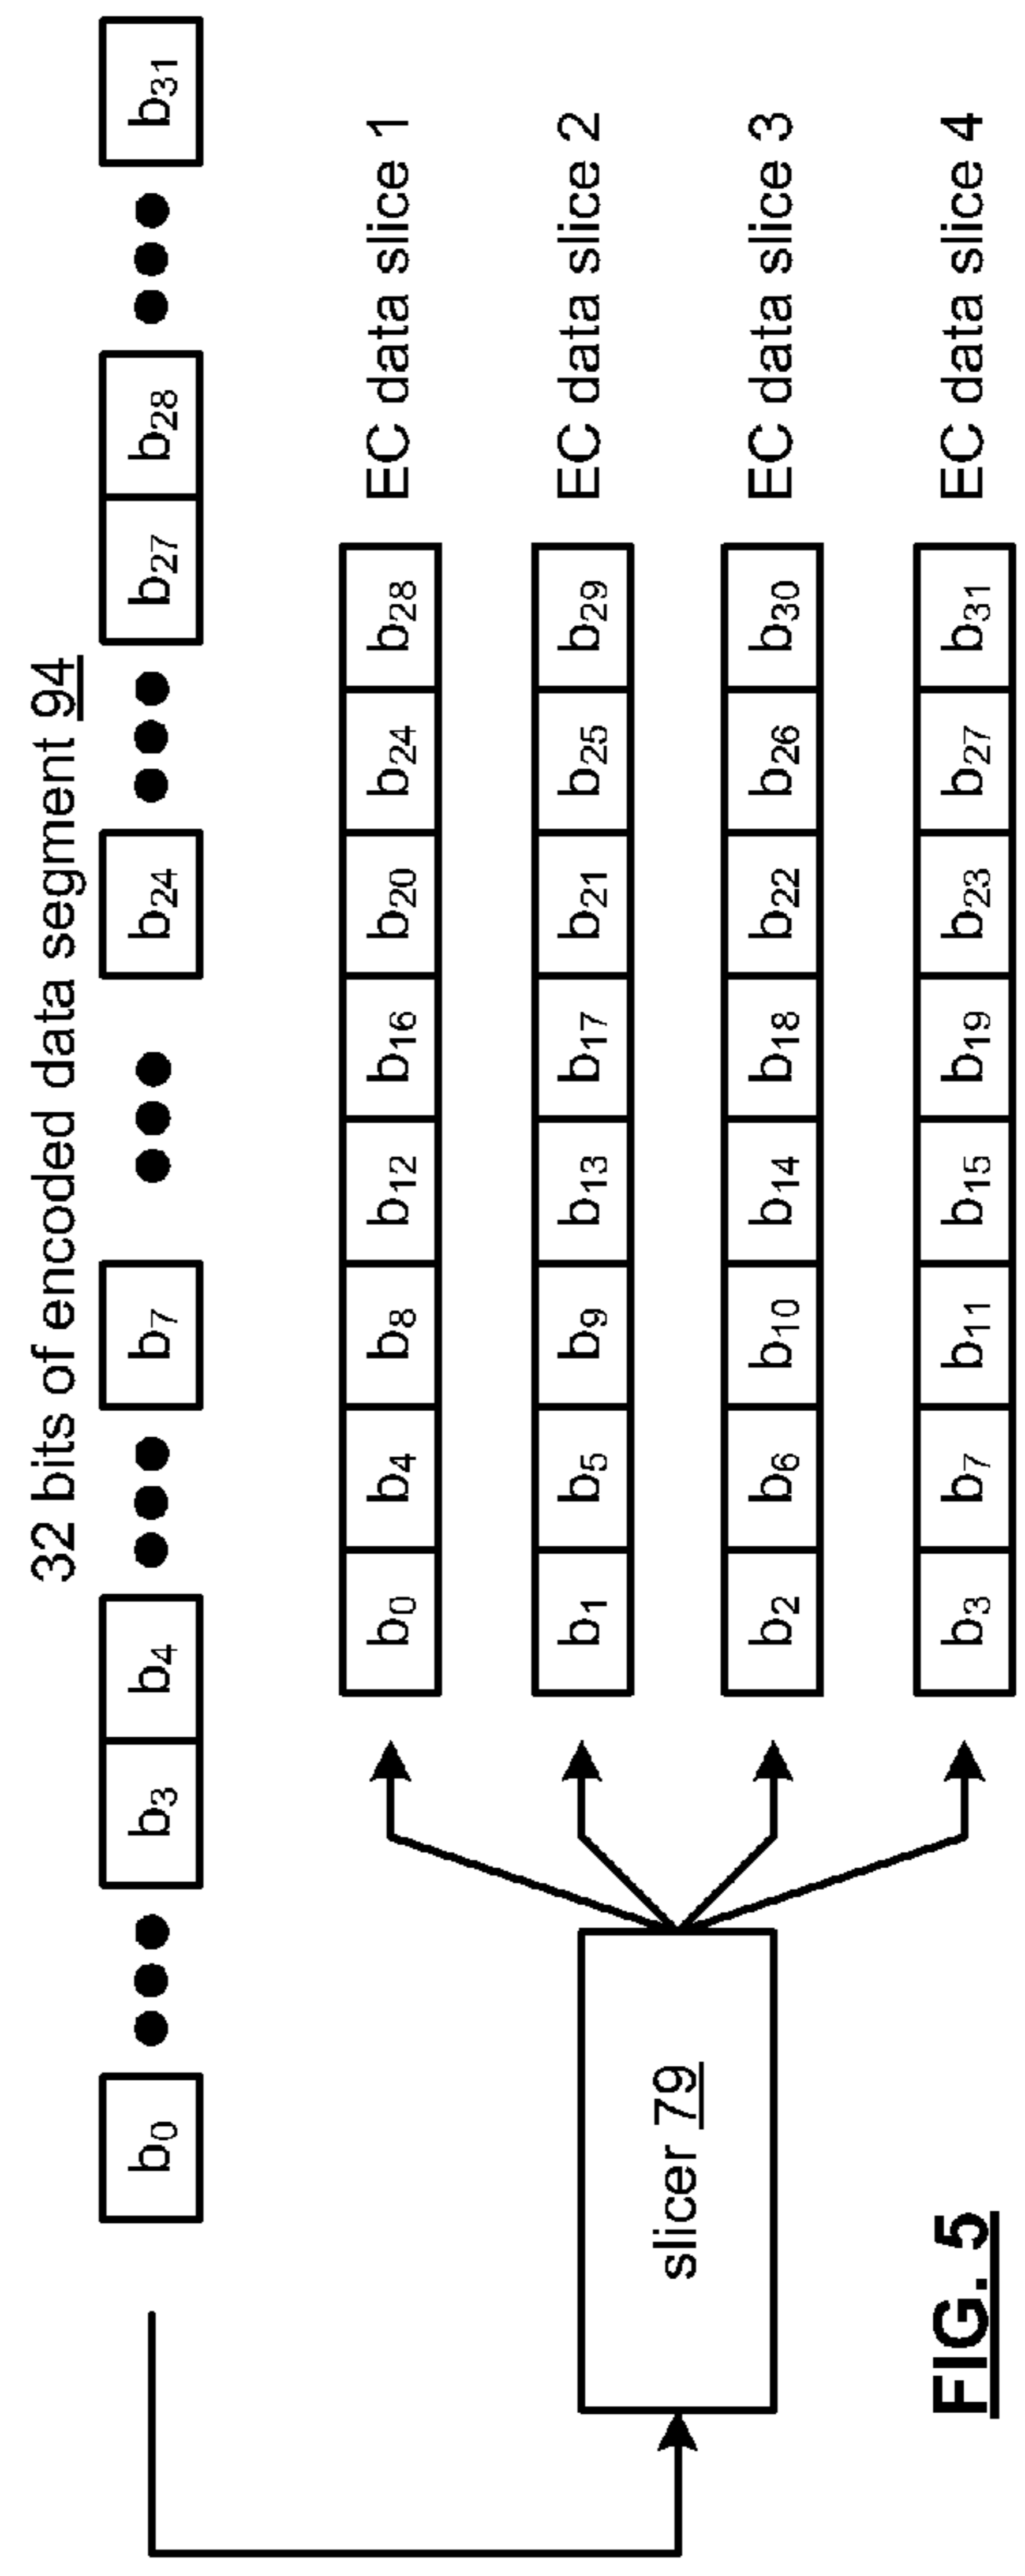 32 bits of encoded data segment 94
b0 b3 b4 b7 b24 b27 b28 b31
b0 b4 b8 b12 b16 b20 b24 b28 EC data slice 1
b1 b5 b9 b13 b17 b21 b25 b29 EC data slice 2
slicer 79
b2 b6 b10 b14 b18 b22 b26 b30 EC data slice 3
b3 b7 b11 b15 b19 b23 b27 b31 EC data slice 4
FIG. 5